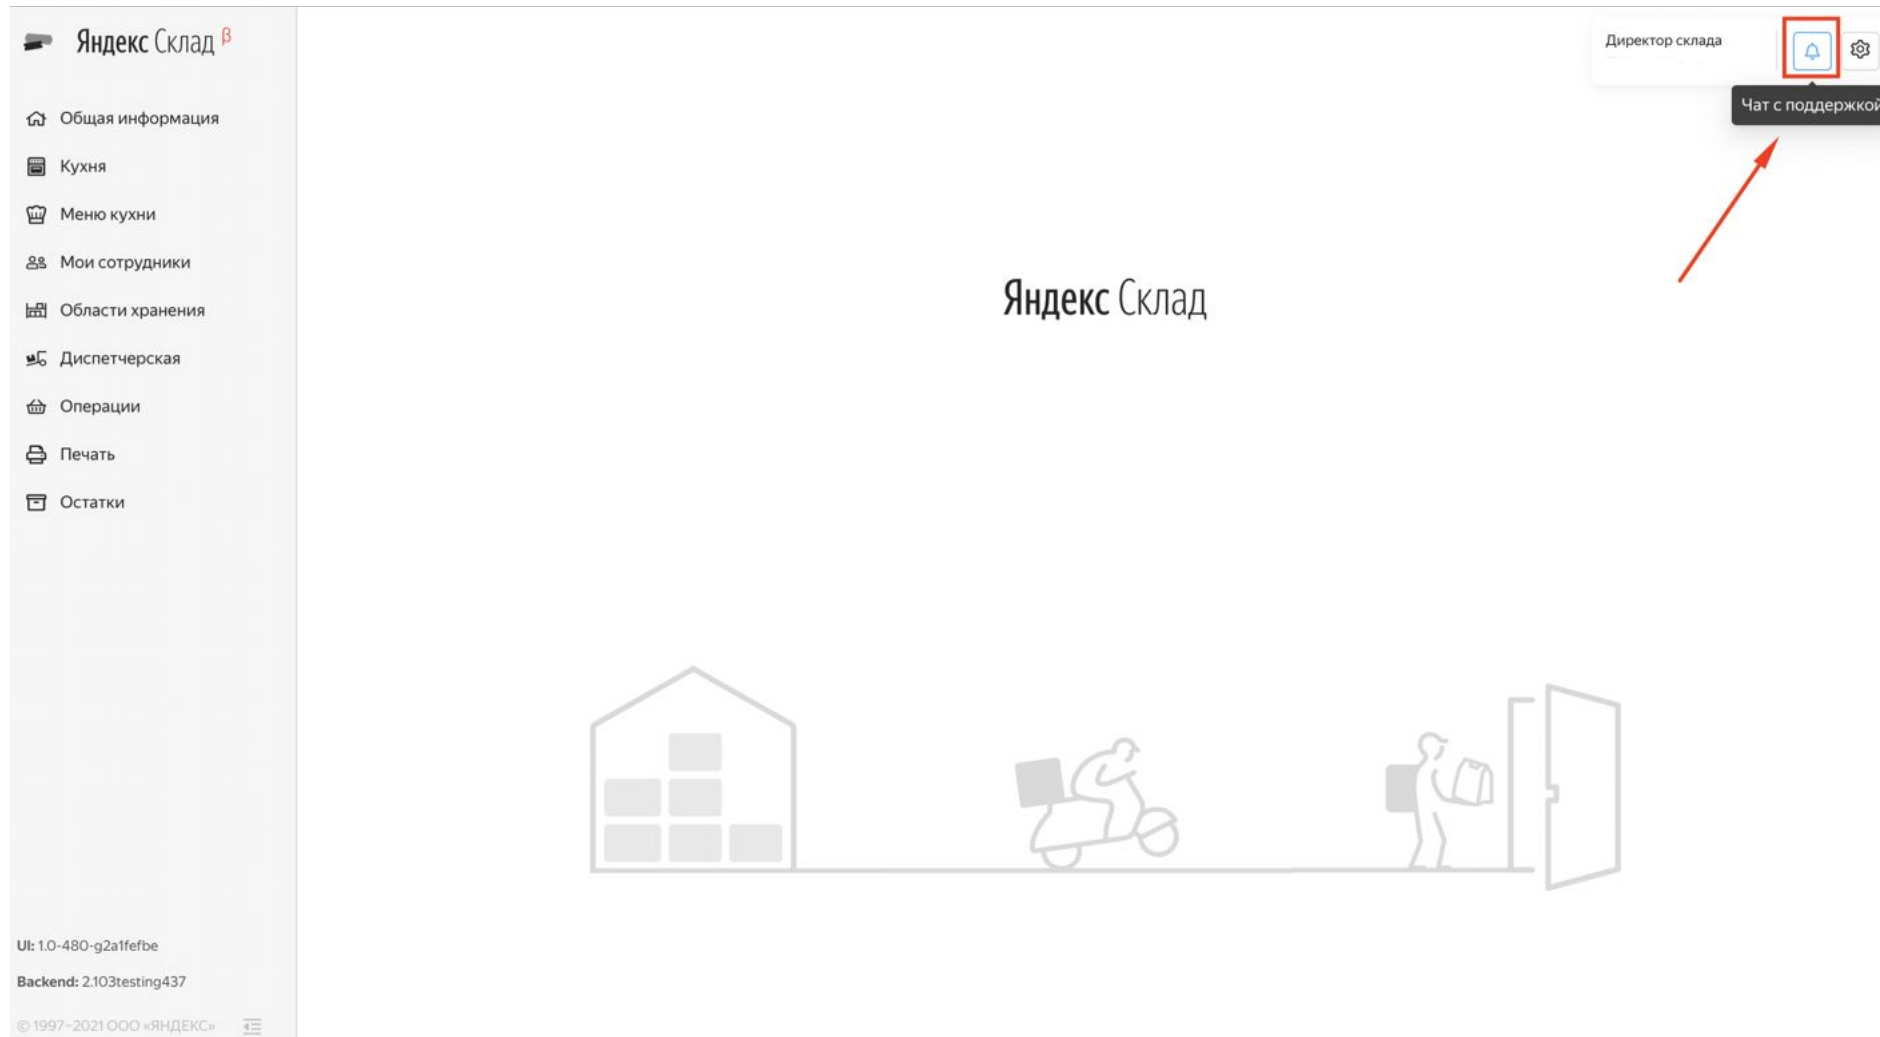 Яндекс Склад β
Общая информация
Кухня
Меню кухни
Мои сотрудники
Области хранения
Диспетчерская
Операции
Печать
Остатки
UI: 1.0-480-g2a1fefbe
Backend: 2.103testing437
© 1997–2021 ООО «ЯНДЕКС»
Директор склада
Чат с поддержкой
Яндекс Склад